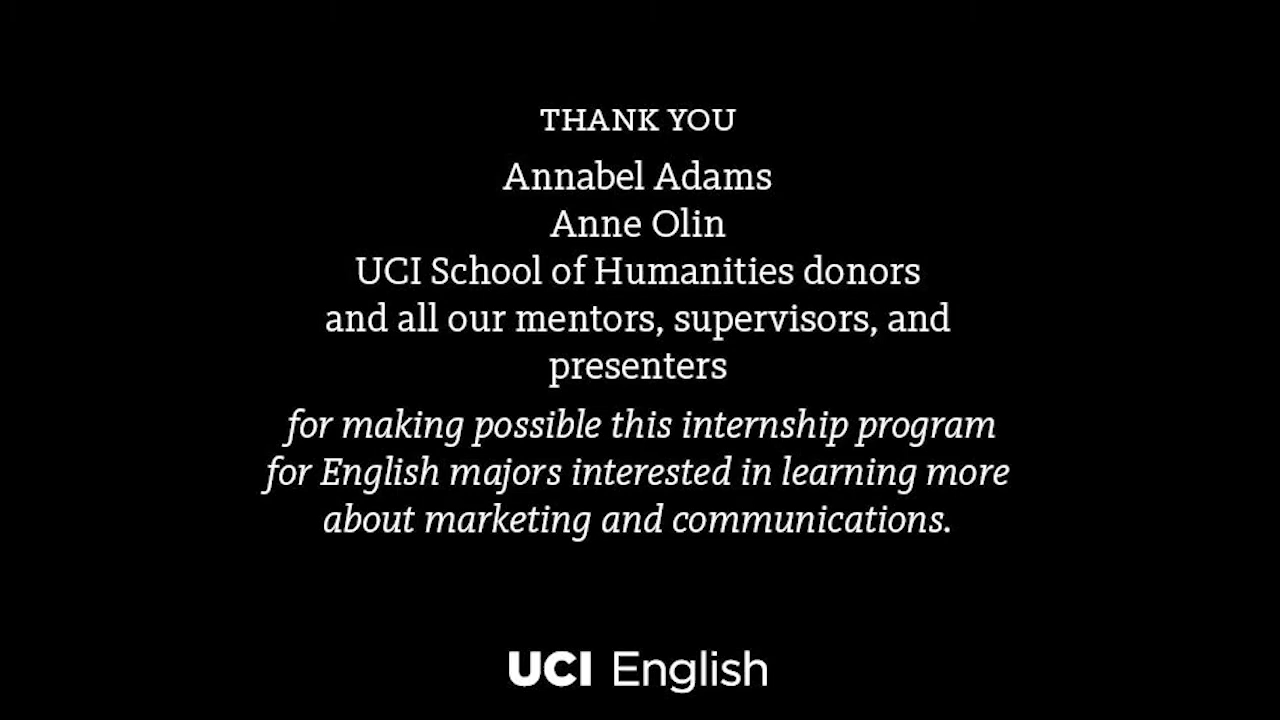 THANK YOU
Annabel Adams
Anne Olin
UCI School of Humanities donors
and all our mentors, supervisors, and
presenters
for making possible this internship program
for English majors interested in learning more
about marketing and communications.
UCI English